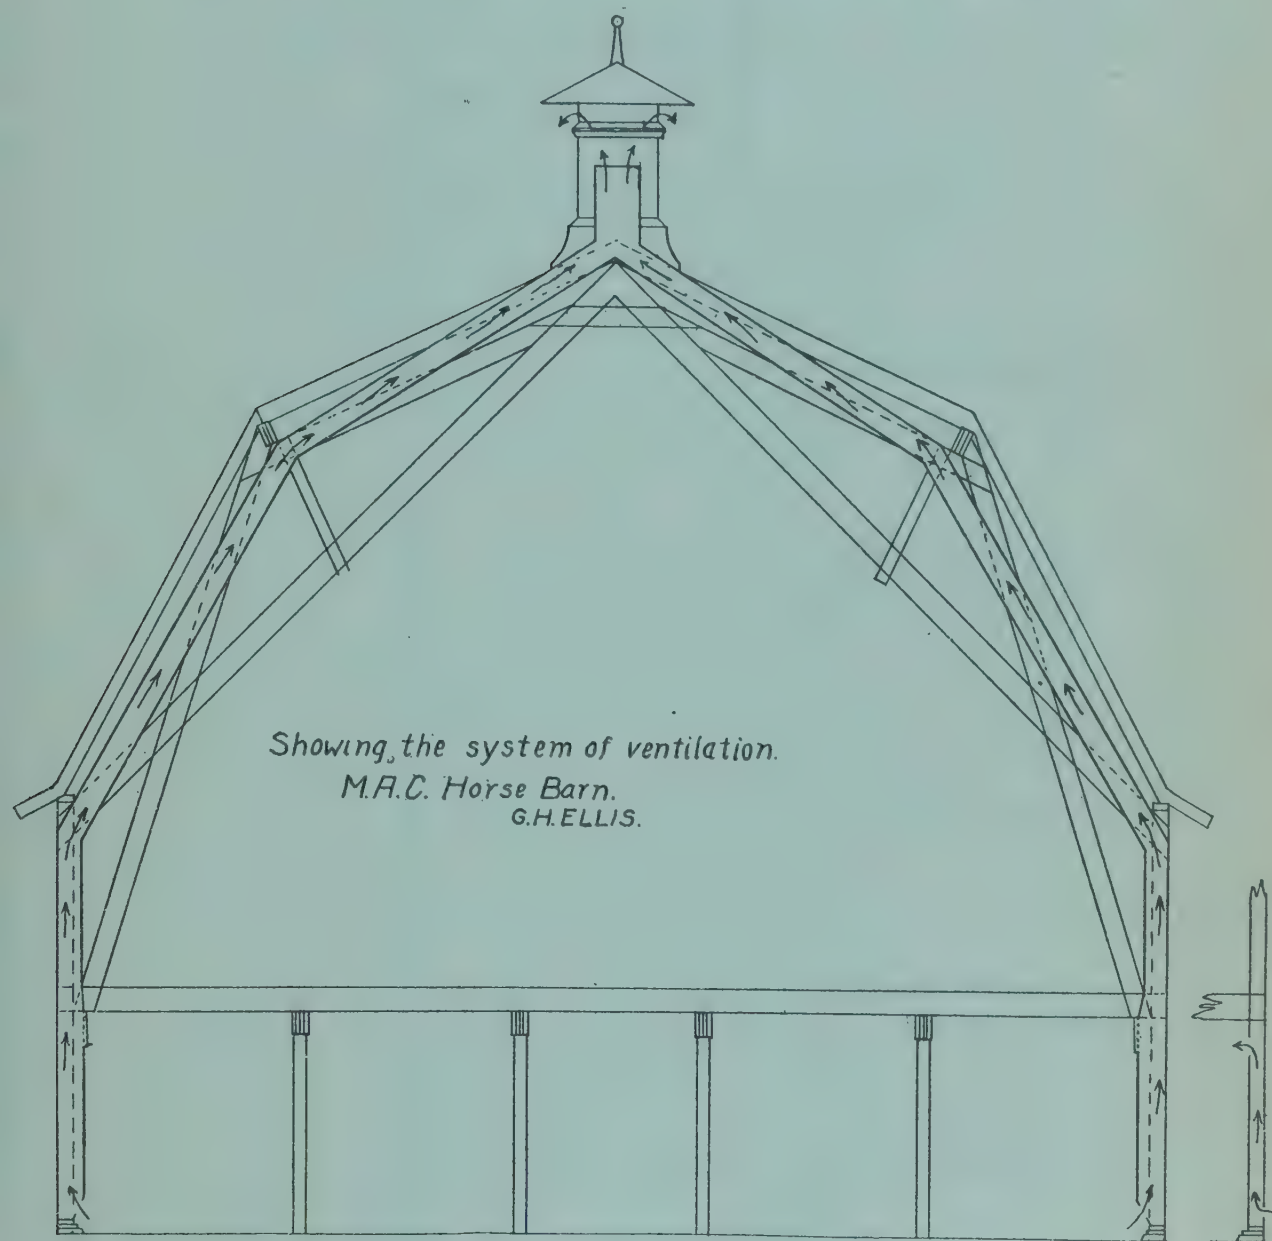 Showing, the system of ventilation.
M.A.C. Horse Barn.
G.H. ELLIS.